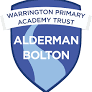 WARRINGTON PRIMARY
ACADEMY TRUST
ALDERMAN
BOLTON